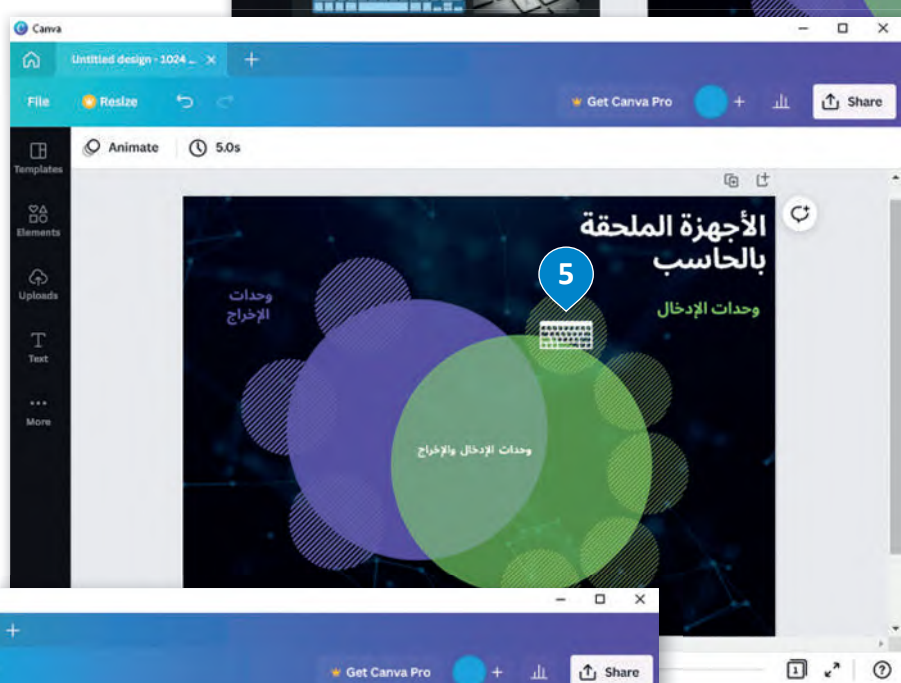 Canva
Untitled design - 1024 ...
File
Resize
Get Canva Pro
Share
Animate
5.0s
Templates
Elements
Uploads
Text
More
الأجهزة الملحقة
بالحاسب
5
وحدات الإدخال
وحدات
الإخراج
وحدات الإدخال والإخراج
1
Get Canva Pro
Share